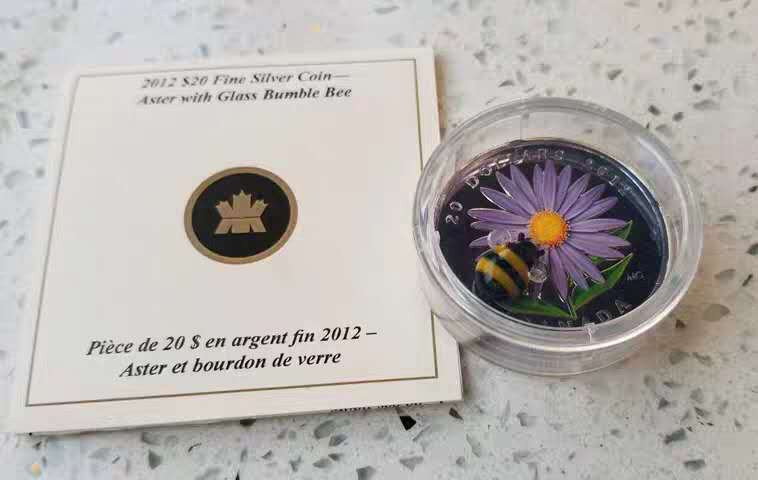 2012 $20 Fine Silver Coin—
Aster with Glass Bumble Bee
Pièce de 20 $ en argent fin 2012 –
Aster et bourdon de verre
20 DOLLARS 2012